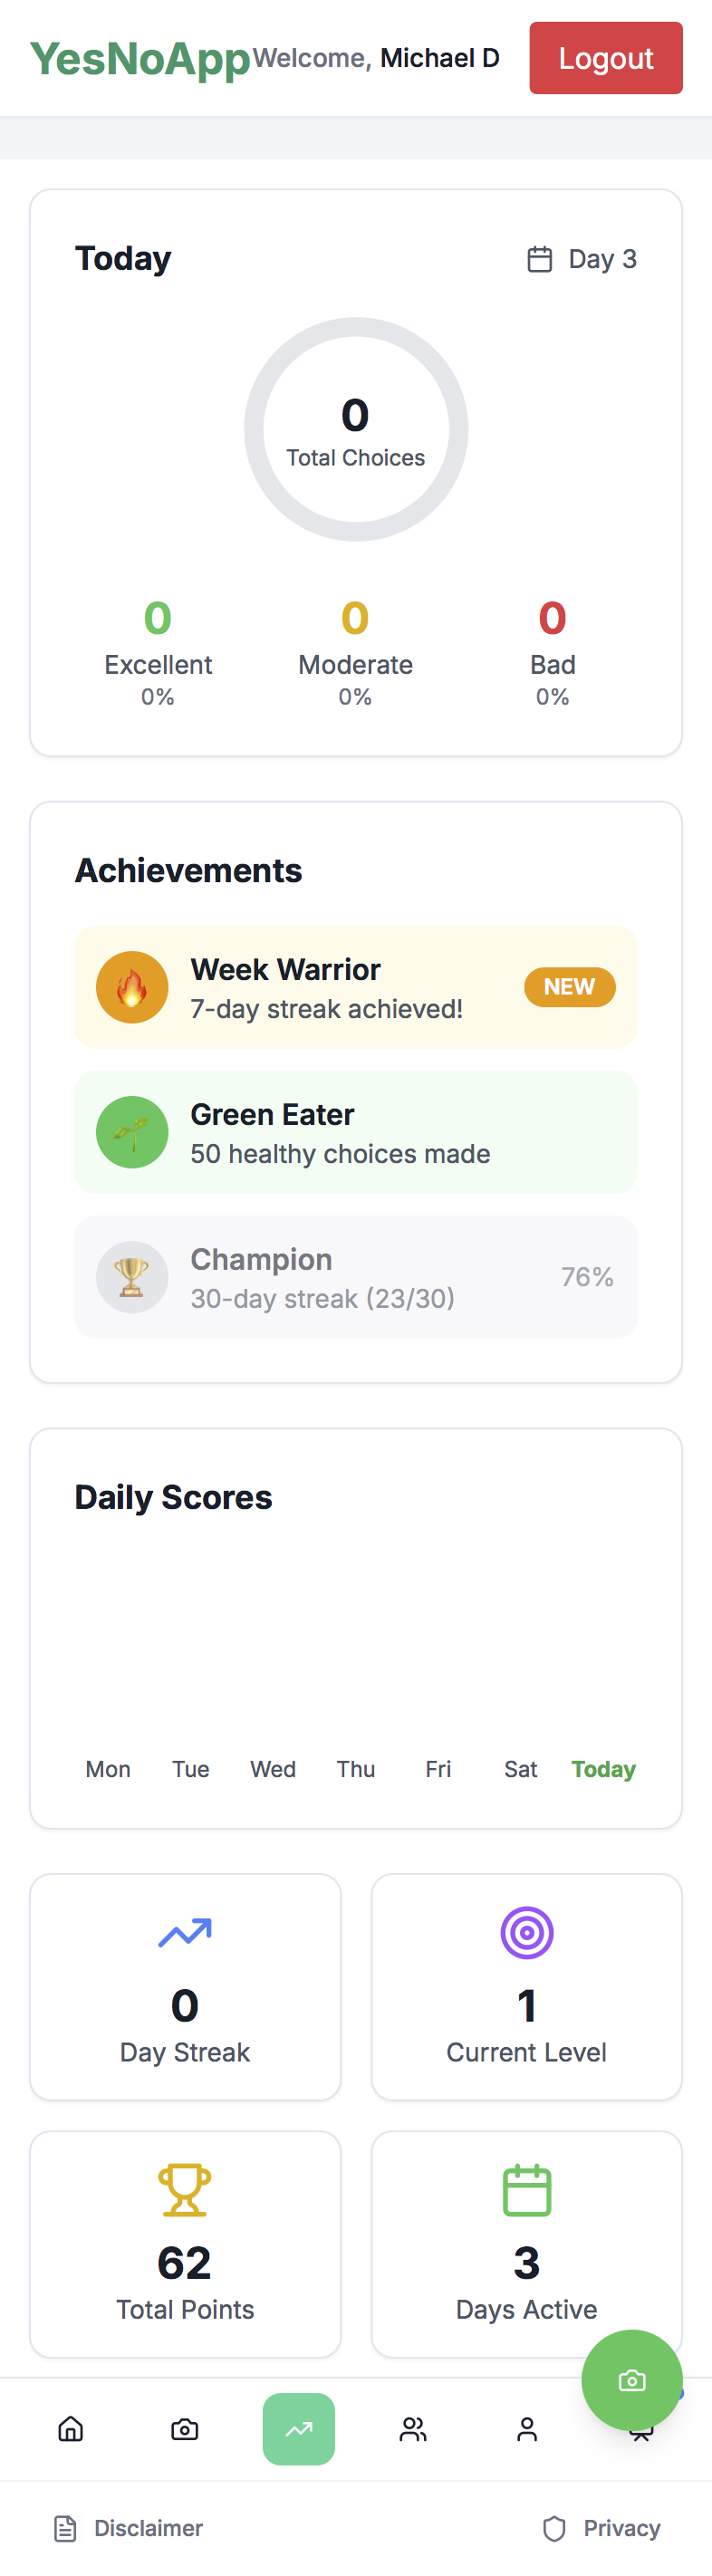 YesNoApp Welcome, Michael D Logout
Today Day 3
0
Total Choices
0 0 0
Excellent Moderate Bad
0% 0% 0%
Achievements
Week Warrior
7-day streak achieved!
NEW
Green Eater
50 healthy choices made
Champion
30-day streak (23/30)
76%
Daily Scores
Mon Tue Wed Thu Fri Sat Today
0 1
Day Streak Current Level
62 3
Total Points Days Active
Disclaimer Privacy